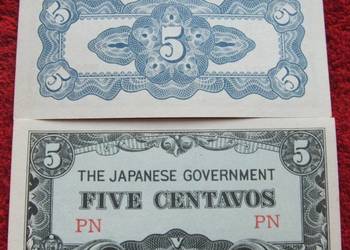 5 5 5
5 5
THE JAPANESE GOVERNMENT
FIVE CENTAVOS
PN PN
V